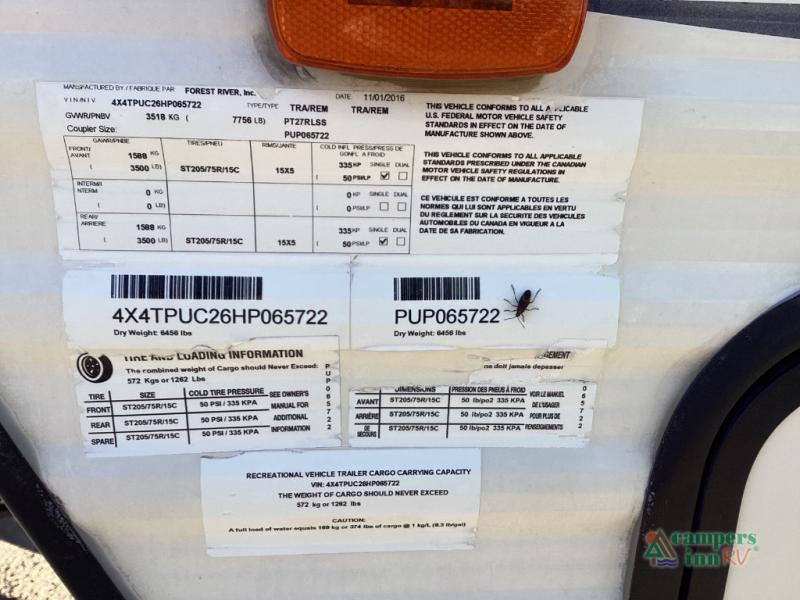 MANUFACTURED BY / FABRIQUE PAR FOREST RIVER, Inc. DATE: 11/01/2016
V I N /N I V 4X4TPUC26HP065722 TYPE/TYPE TRA/REM TRA/REM
GVWR/PNBV 3518 KG ( 7756 LB) PT27RLSS
Coupler Size: PUP065722
GAWR/PNBE TIRES/PNEU RIMS/JANTE COLD INFL PRESS/PRESS DE GONFL A FROID
FRONT/ AVANT 1588 KG 335 KP SINGLE DUAL
( 3500 LB) ST205/75R/15C 15X5 ( 50 PSI/LP
INTERM/ NTERM. 0 KG 0 KP SINGLE DUAL
( 0 LB) ( 0 PSI/LP
REAR/ ARRIERE 1588 KG 335 KP SINGLE DUAL
( 3500 LB) ST205/75R/15C 15X5 ( 50 PSI/LP
THIS VEHICLE CONFORMS TO ALL A LICABLE
U.S. FEDERAL MOTOR VEHICLE SAFETY
STANDARDS IN EFFECT ON THE DATE OF
MANUFACTURE SHOWN ABOVE.
THIS VEHICLE CONFORMS TO ALL APPLICABLE
STANDARDS PRESCRIBED UNDER THE CANADIAN
MOTOR VEHICLE SAFETY REGULATIONS IN
EFFECT ON THE DATE OF MANUFACTURE.
CE VEHICULE EST CONFORME A TOUTES LES
NORMES QUI LUI SONT APPLICABLES EN VERTU
DU REGLEMENT SUR LA SECURITE DES VEHICULES
AUTOMOBILES DU CANADA EN VIGUEUR A LA
DATE DE SA FABRICATION.
4X4TPUC26HP065722
Dry Weight: 6456 lbs
PUP065722
Dry Weight: 6456 lbs
TIRE AND LOADING INFORMATION
The combined weight of Cargo should Never Exceed:
572 Kgs or 1262 Lbs
TIRE SIZE COLD TIRE PRESSURE SEE OWNER'S
FRONT ST205/75R/15C 50 PSI / 335 KPA MANUAL FOR
REAR ST205/75R/15C 50 PSI / 335 KPA ADDITIONAL
SPARE ST205/75R/15C 50 PSI / 335 KPA INFORMATION
PUP065722
GEMENT
ne doit jamais depasser
DIMENSIONS PRESSION DES PNEUS À FROID VOIR LE MANUEL
AVANT ST205/75R/15C 50 lb/po2 335 KPA DE L'USAGER
ARRIÈRE ST205/75R/15C 50 lb/po2 335 KPA POUR PLUS DE
DE SECOURS ST205/75R/15C 50 lb/po2 335 KPA RENSEIGNEMENTS
065722
RECREATIONAL VEHICLE TRAILER CARGO CARRYING CAPACITY
VIN: 4X4TPUC26HP065722
THE WEIGHT OF CARGO SHOULD NEVER EXCEED
572 kg or 1262 lbs
CAUTION:
A full load of water equals 169 kg or 374 lbs of cargo @ 1 kg/L (8.3 lb/gal)
campers
inn RV